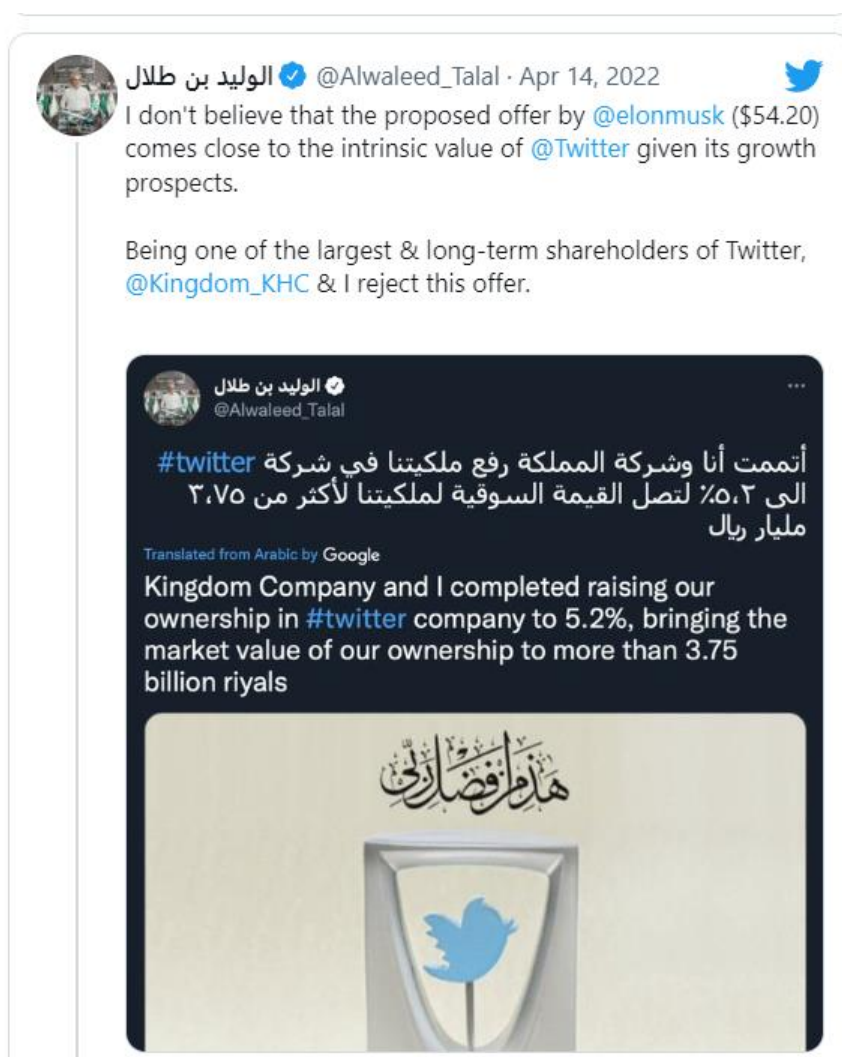 الوليد بن طلال @Alwaleed_Talal · Apr 14, 2022
I don't believe that the proposed offer by @elonmusk ($54.20)
comes close to the intrinsic value of @Twitter given its growth
prospects.
Being one of the largest & long-term shareholders of Twitter,
@Kingdom_KHC & I reject this offer.
الوليد بن طلال
@Alwaleed_Talal
أتممت أنا وشركة المملكة رفع ملكيتنا في شركة #twitter
الى ٥،٢٪ لتصل القيمة السوقية لملكيتنا لأكثر من ٣،٧٥
مليار ريال
Translated from Arabic by Google
Kingdom Company and I completed raising our
ownership in #twitter company to 5.2%, bringing the
market value of our ownership to more than 3.75
billion riyals
هذا من فضل ربي